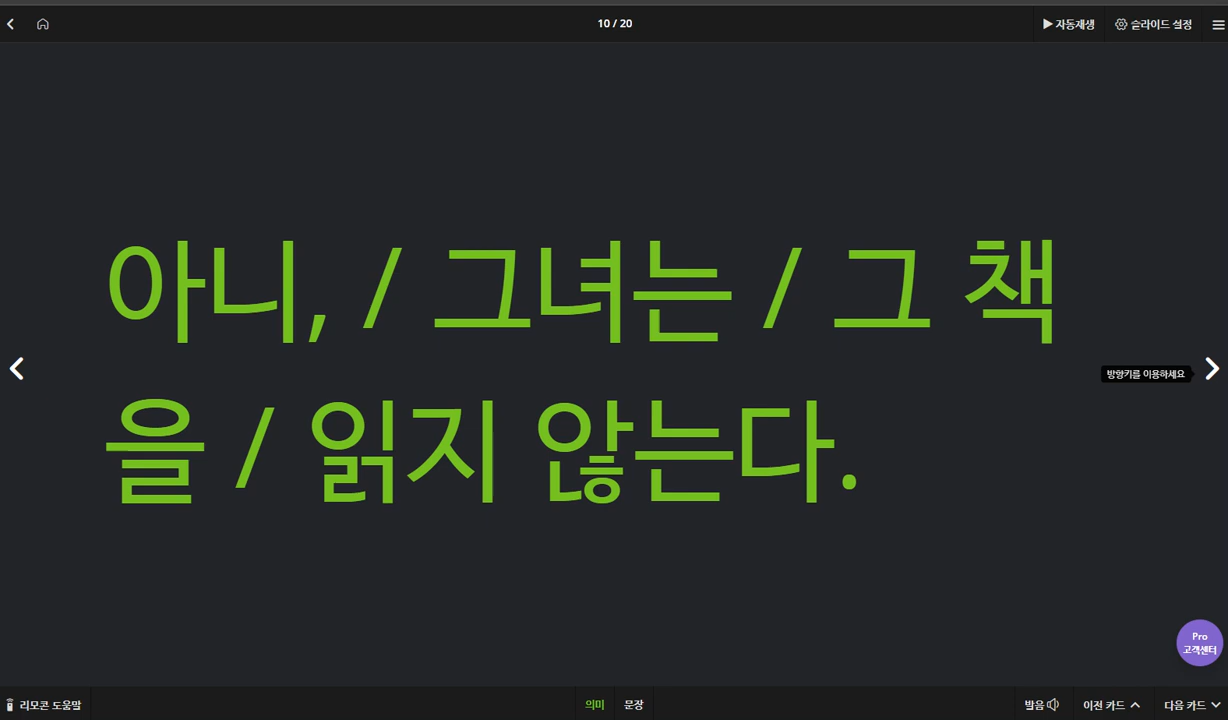 10 / 20
자동재생
슬라이드 설정
아니, / 그녀는 / 그 책
을 / 읽지 않는다.
방향키를 이용하세요
Pro
고객센터
리모콘 도움말
의미
문장
발음
이전 카드
다음 카드